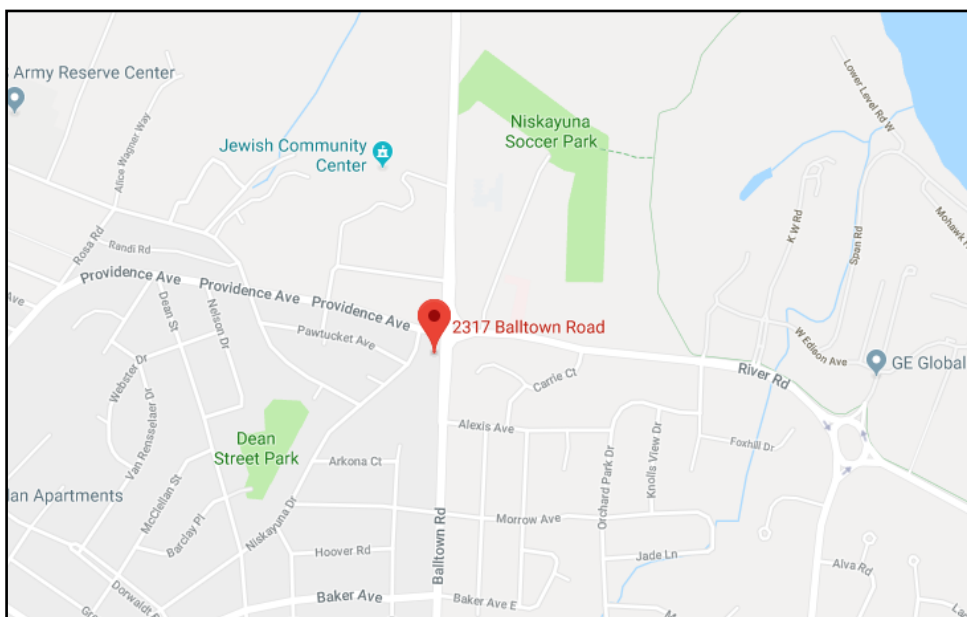 Army Reserve Center
Alice Wagner Way
Jewish Community
Center
Niskayuna
Soccer Park
Lower Level Rd W
Rosa Rd
Randi Rd
K W Rd
Span Rd
Mohawk
Providence Ave
Providence Ave
Providence Ave
Ave
Dean St
Nelson Dr
Pawtucket Ave
2317 Balltown Road
W Edison Ave
GE Global
River Rd
Carrie Ct
Webster Dr
Van Rensselaer Dr
Alexis Ave
Foxhill Dr
Knolls View Dr
Orchard Park Dr
Dean
Street Park
Arkona Ct
McClellan St
lan Apartments
Barclay Pl
Niskayuna Dr
Morrow Ave
Hoover Rd
Balltown Rd
Jade Ln
Alva Rd
Dorwaldt
Baker Ave
Baker Ave E